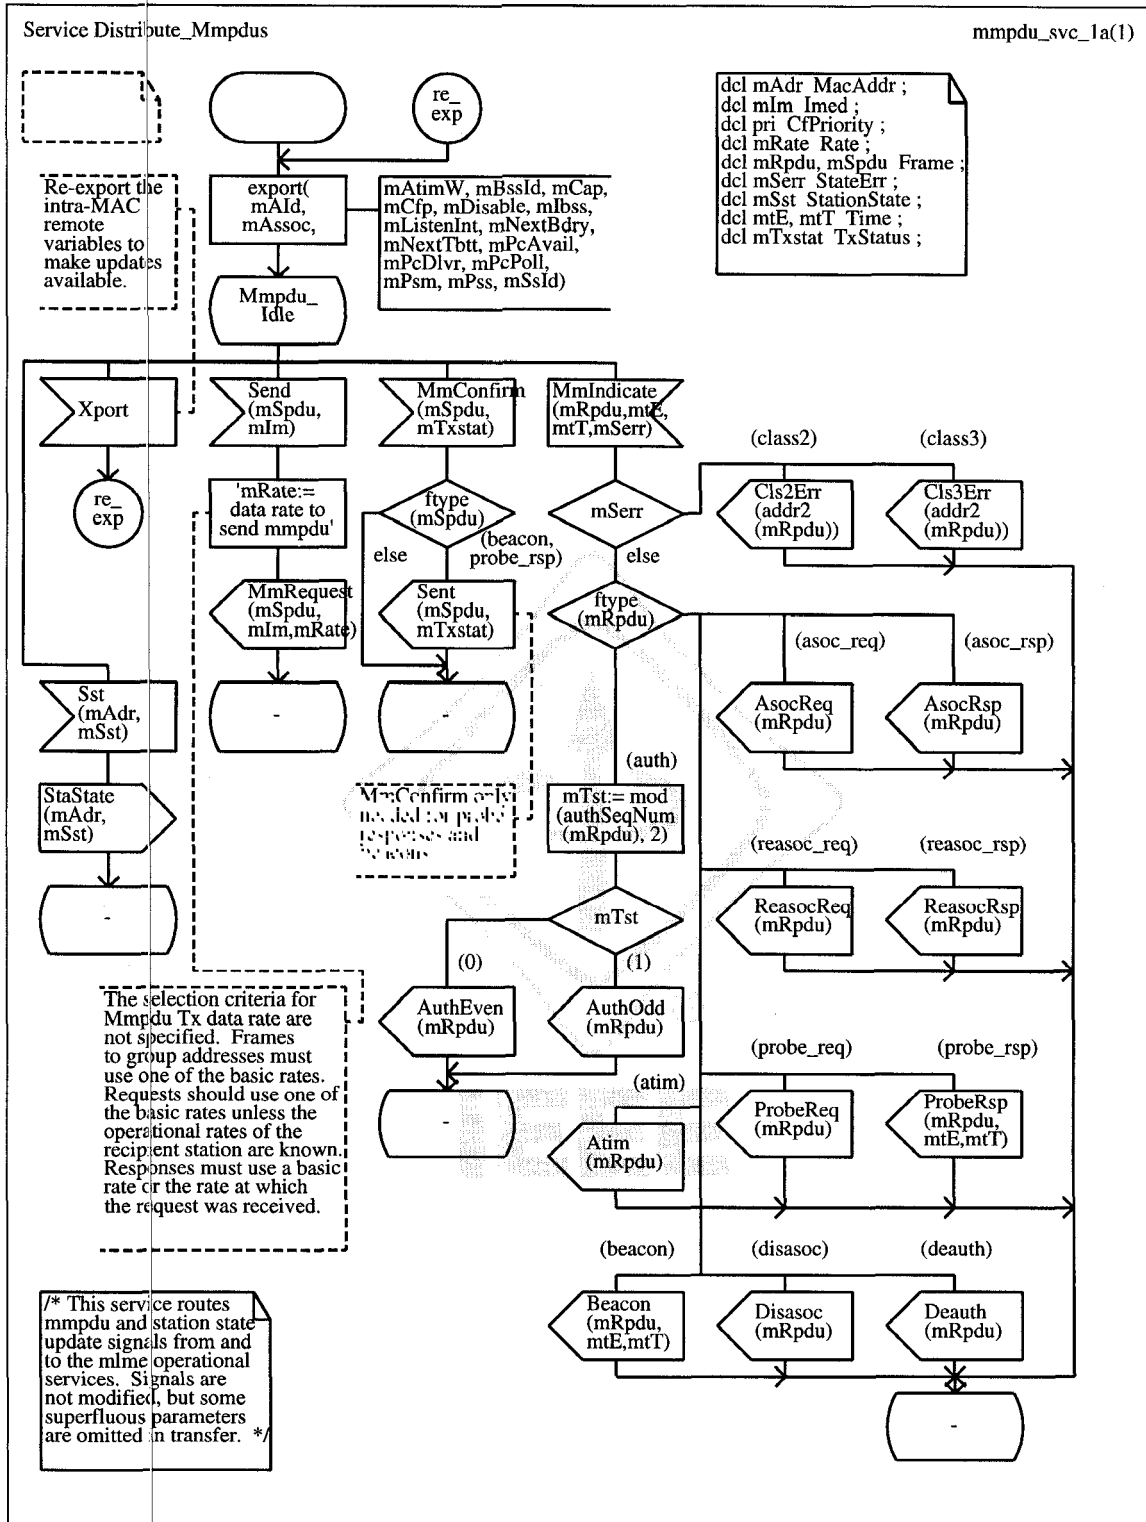 Service Distribute_Mmpdus
mmpdu_svc_1a(1)
re_
exp
dcl mAdr MacAddr ;
dcl mIm Imed ;
dcl pri CfPriority ;
dcl mRate Rate ;
dcl mRpdu, mSpdu Frame ;
dcl mSerr StateErr ;
dcl mSst StationState ;
dcl mtE, mtT Time ;
dcl mTxstat TxStatus ;
Re-export the
intra-MAC
remote
variables to
make updates
available.
export(
mAId,
mAssoc,
mAtimW, mBssId, mCap,
mCfp, mDisable, mIbss,
mListenInt, mNextBdry,
mNextTbtt, mPcAvail,
mPcDlvr, mPcPoll,
mPsm, mPss, mSsId)
Mmpdu_
Idle
Xport
Send
(mSpdu,
mIm)
MmConfirm
(mSpdu,
mTxstat)
MmIndicate
(mRpdu,mtE,
mtT,mSerr)
(class2)
(class3)
re_
exp
'mRate:=
data rate to
send mmpdu'
ftype
(mSpdu)
mSerr
Cls2Err
(addr2
(mRpdu))
Cls3Err
(addr2
(mRpdu))
else
(beacon,
probe_rsp)
else
MmRequest
(mSpdu,
mIm,mRate)
Sent
(mSpdu,
mTxstat)
ftype
(mRpdu)
(asoc_req)
(asoc_rsp)
Sst
(mAdr,
mSst)
-
-
AsocReq
(mRpdu)
AsocRsp
(mRpdu)
(auth)
StaState
(mAdr,
mSst)
MmConfirm only
needed for probe
responses and
beacons
mTst:= mod
(authSeqNum
(mRpdu), 2)
(reasoc_req)
(reasoc_rsp)
-
mTst
ReasocReq
(mRpdu)
ReasocRsp
(mRpdu)
(0)
(1)
The selection criteria for
Mmpdu Tx data rate are
not specified. Frames
to group addresses must
use one of the basic rates.
Requests should use one of
the basic rates unless the
operational rates of the
recipient station are known.
Responses must use a basic
rate or the rate at which
the request was received.
AuthEven
(mRpdu)
AuthOdd
(mRpdu)
(probe_req)
(probe_rsp)
(atim)
-
Atim
(mRpdu)
ProbeReq
(mRpdu)
ProbeRsp
(mRpdu,
mtE,mtT)
(beacon)
(disasoc)
(deauth)
/* This service routes
mmpdu and station state
update signals from and
to the mlme operational
services. Signals are
not modified, but some
superfluous parameters
are omitted in transfer. */
Beacon
(mRpdu,
mtE,mtT)
Disasoc
(mRpdu)
Deauth
(mRpdu)
-
IEEE